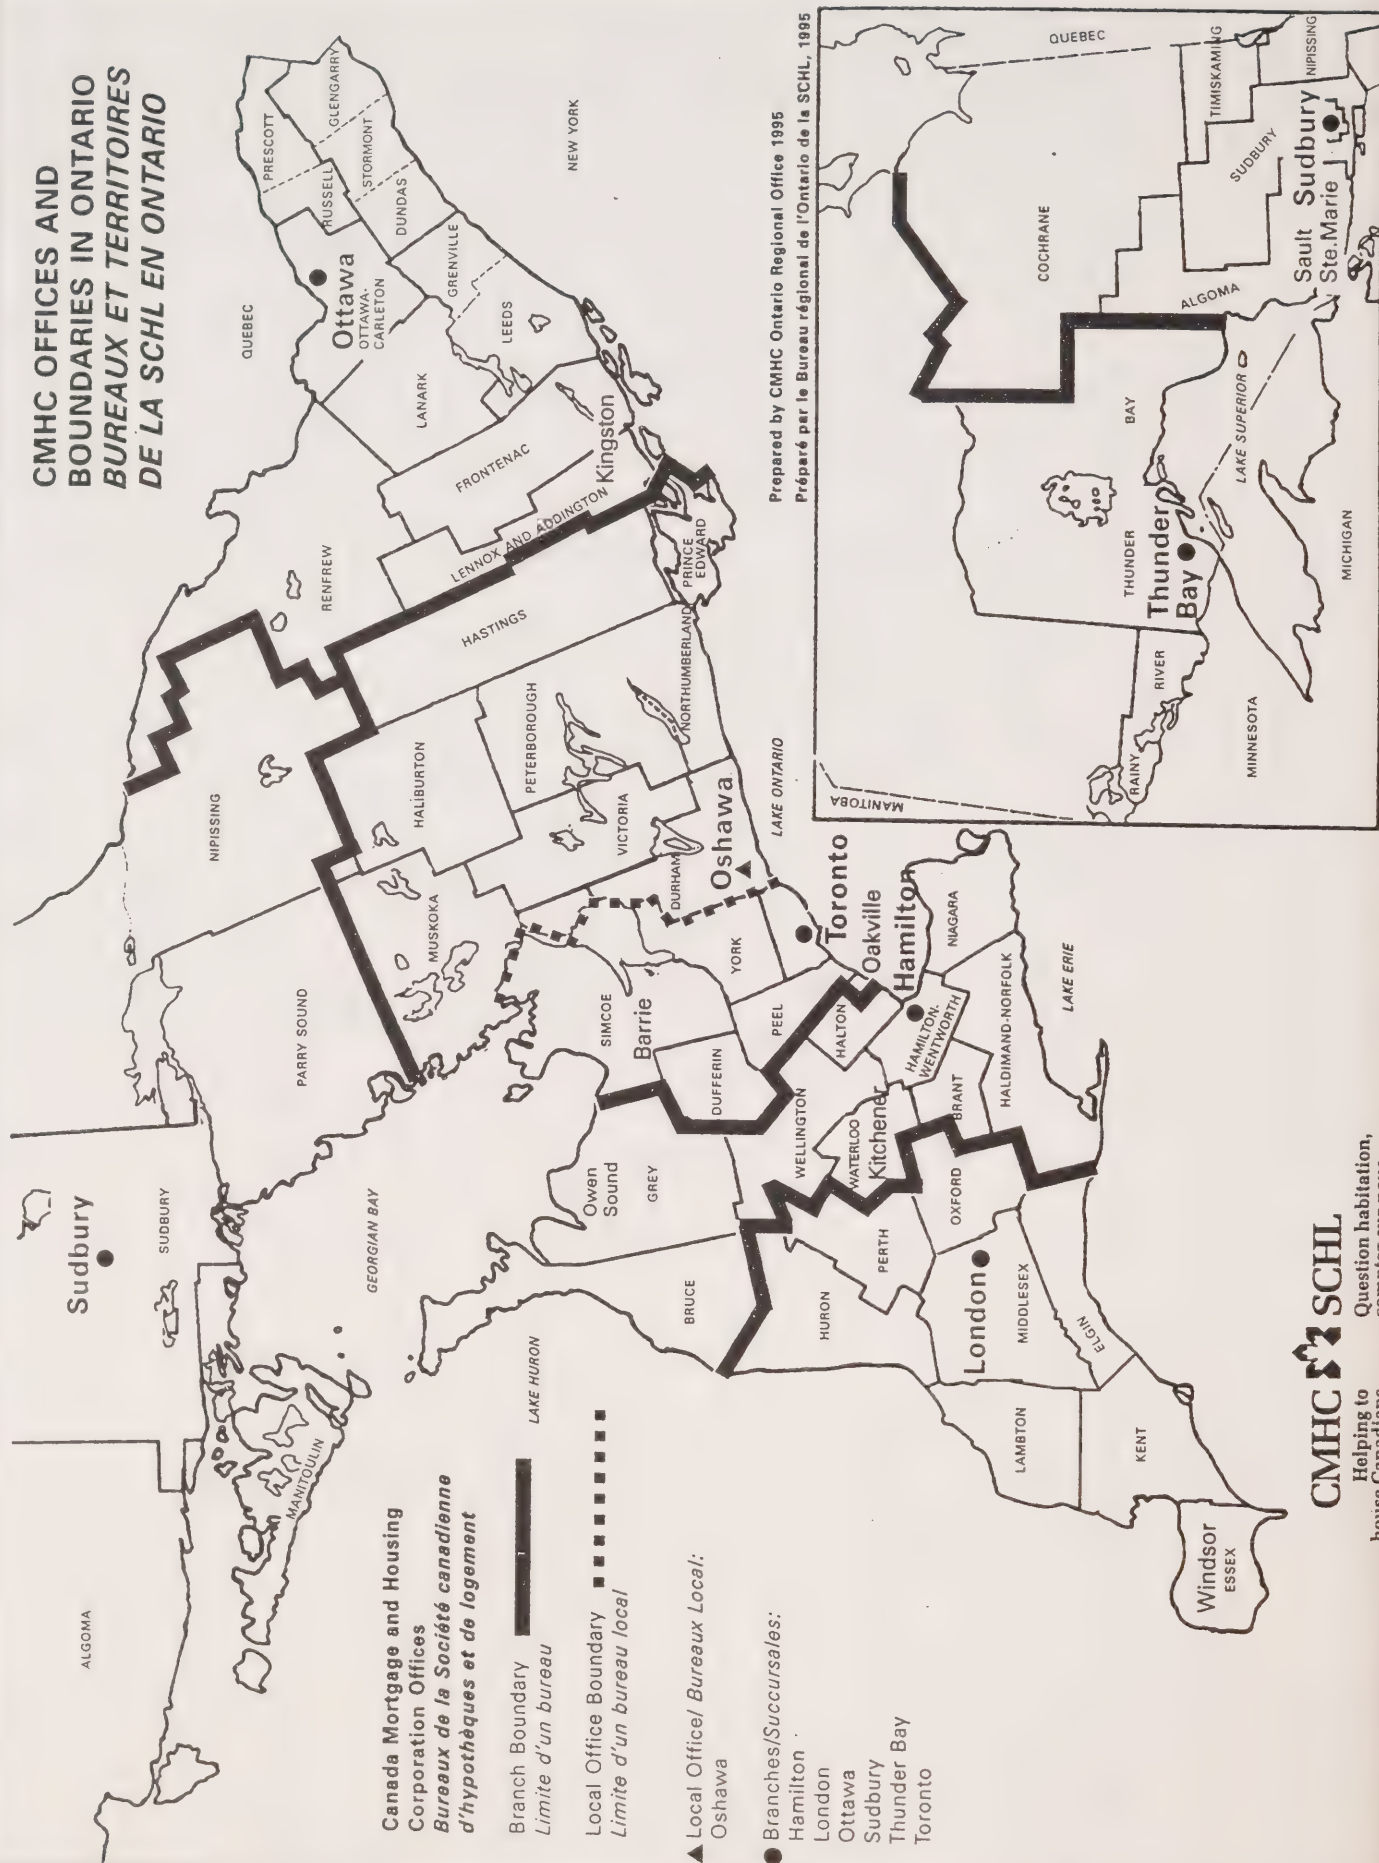 CMHC OFFICES AND
BOUNDARIES IN ONTARIO
BUREAUX ET TERRITOIRES
DE LA SCHL EN ONTARIO
Prepared by CMHC Ontario Regional Office 1995
Préparé par le Bureau régional de l'Ontario de la SCHL, 1995
ALGOMA
Sudbury
SUDBURY
MANITOULIN
GEORGIAN BAY
LAKE HURON
PARRY SOUND
NIPISSING
MUSKOKA
HALIBURTON
RENFREW
QUEBEC
Ottawa
OTTAWA-
CARLETON
PRESCOTT
RUSSELL
GLENGARRY
STORMONT
DUNDAS
GRENVILLE
LEEDS
LANARK
FRONTENAC
LENNOX AND ADDINGTON
Kingston
NEW YORK
HASTINGS
PRINCE
EDWARD
PETERBOROUGH
NORTHUMBERLAND
VICTORIA
DURHAM
Oshawa
LAKE ONTARIO
YORK
Toronto
SIMCOE
Barrie
DUFFERIN
PEEL
HALTON
Oakville
Hamilton
HAMILTON-
WENTWORTH
NIAGARA
HALDIMAND-NORFOLK
BRANT
LAKE ERIE
WELLINGTON
WATERLOO
Kitchener
Owen
Sound
GREY
BRUCE
HURON
PERTH
OXFORD
London
MIDDLESEX
ELGIN
LAMBTON
KENT
Windsor
ESSEX
Canada Mortgage and Housing
Corporation Offices
Bureaux de la Société canadienne
d'hypothèques et de logement
Branch Boundary
Limite d'un bureau
Local Office Boundary
Limite d'un bureau local
Local Office/ Bureaux Local:
Oshawa
Branches/Succursales:
Hamilton
London
Ottawa
Sudbury
Thunder Bay
Toronto
MANITOBA
QUEBEC
COCHRANE
TIMISKAMING
NIPISSING
SUDBURY
Sudbury
Sault
Ste.Marie
ALGOMA
THUNDER
BAY
Thunder
Bay
RAINY
RIVER
LAKE SUPERIOR
MINNESOTA
MICHIGAN
CMHC SCHL
Helping to
house Canadians
Question habitation,